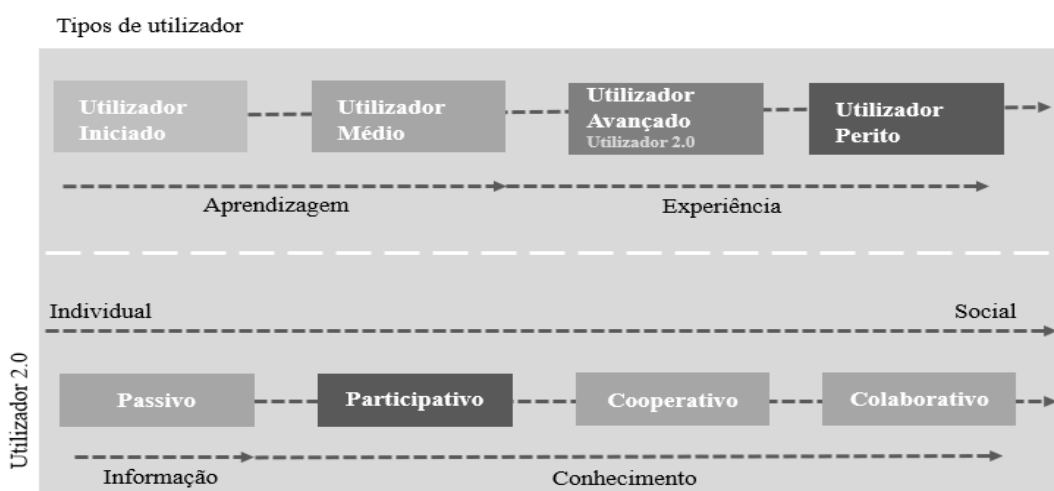 Tipos de utilizador
Utilizador
Iniciado
Utilizador
Médio
Utilizador
Avançado
Utilizador 2.0
Utilizador
Perito
Aprendizagem
Experiência
Individual
Social
Utilizador 2.0
Passivo
Participativo
Cooperativo
Colaborativo
Informação
Conhecimento